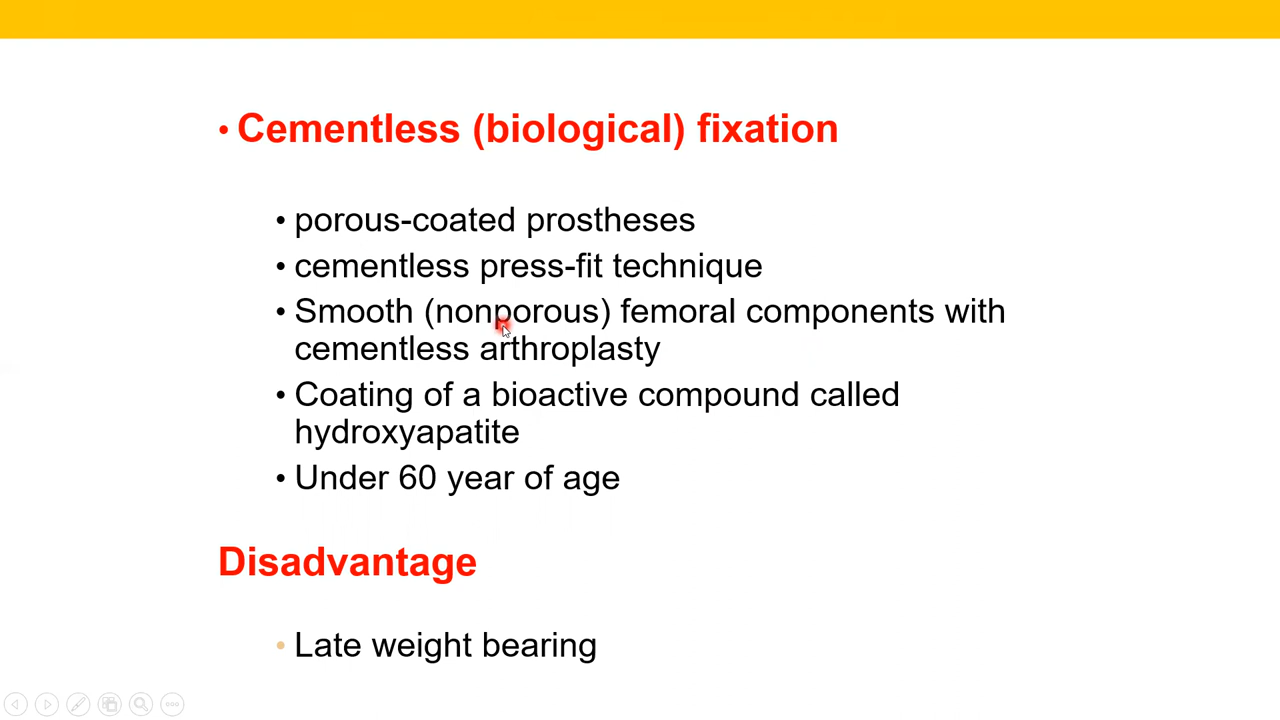 • Cementless (biological) fixation
• porous-coated prostheses
• cementless press-fit technique
• Smooth (nonporous) femoral components with
cementless arthroplasty
• Coating of a bioactive compound called
hydroxyapatite
• Under 60 year of age
Disadvantage
• Late weight bearing